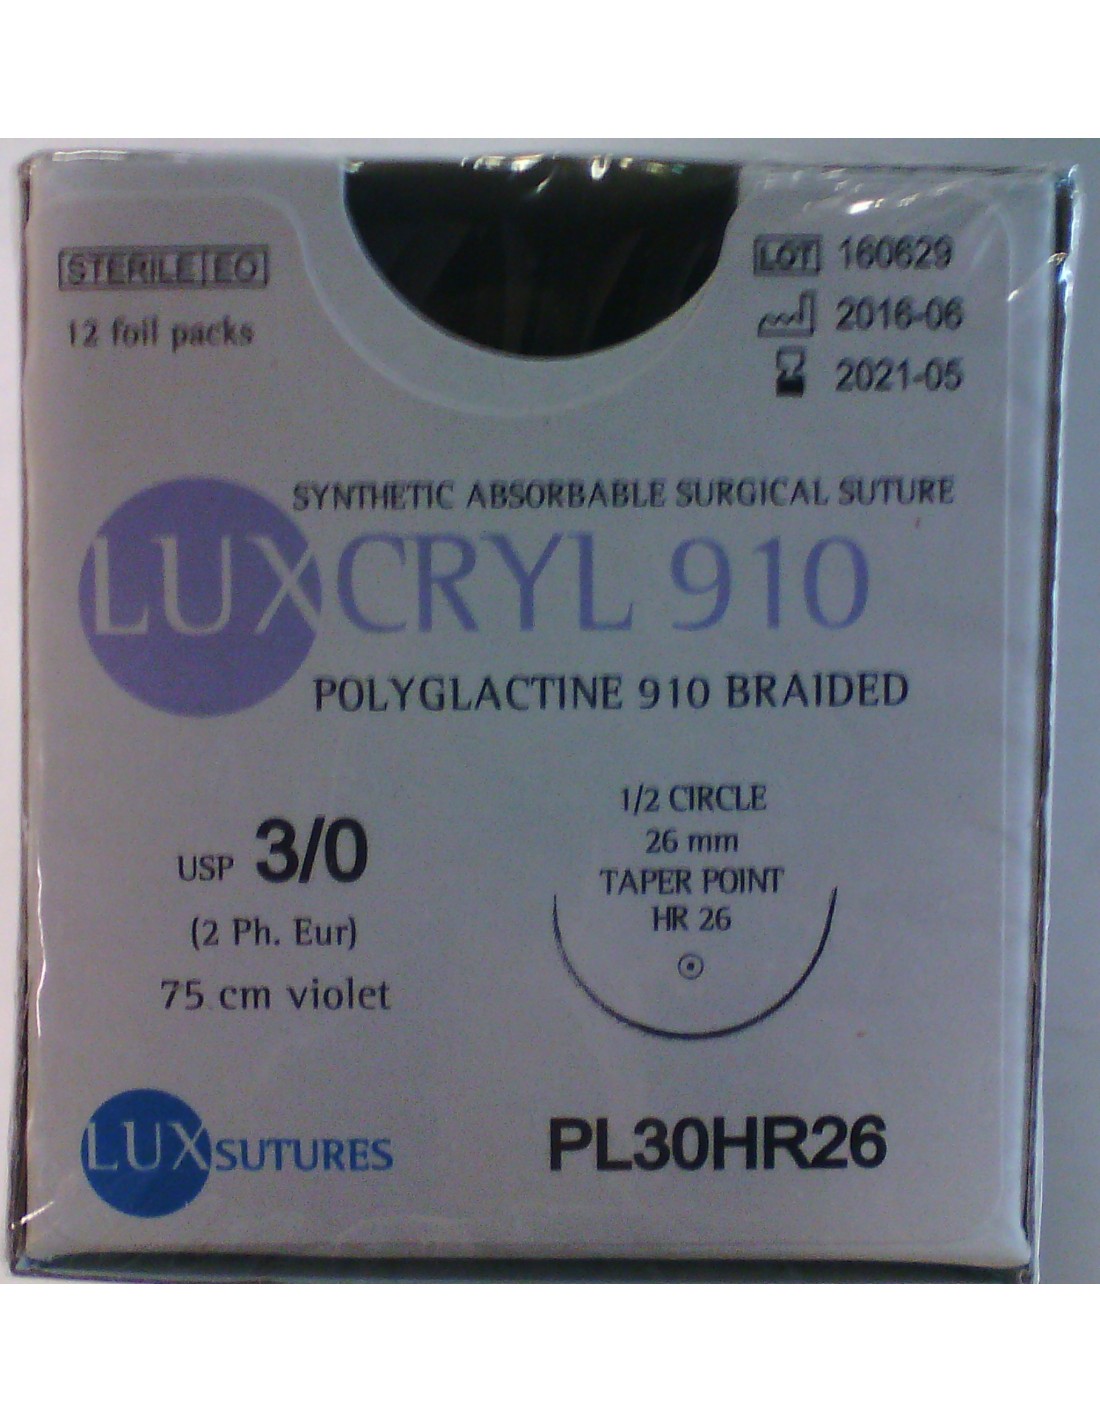 STERILE EO
12 foil packs
LOT 160629
2016-06
2021-05
SYNTHETIC ABSORBABLE SURGICAL SUTURE
LUXCRYL 910
POLYGLACTINE 910 BRAIDED
USP 3/0
(2 Ph. Eur)
75 cm violet
1/2 CIRCLE
26 mm
TAPER POINT
HR 26
LUXSUTURES
PL30HR26